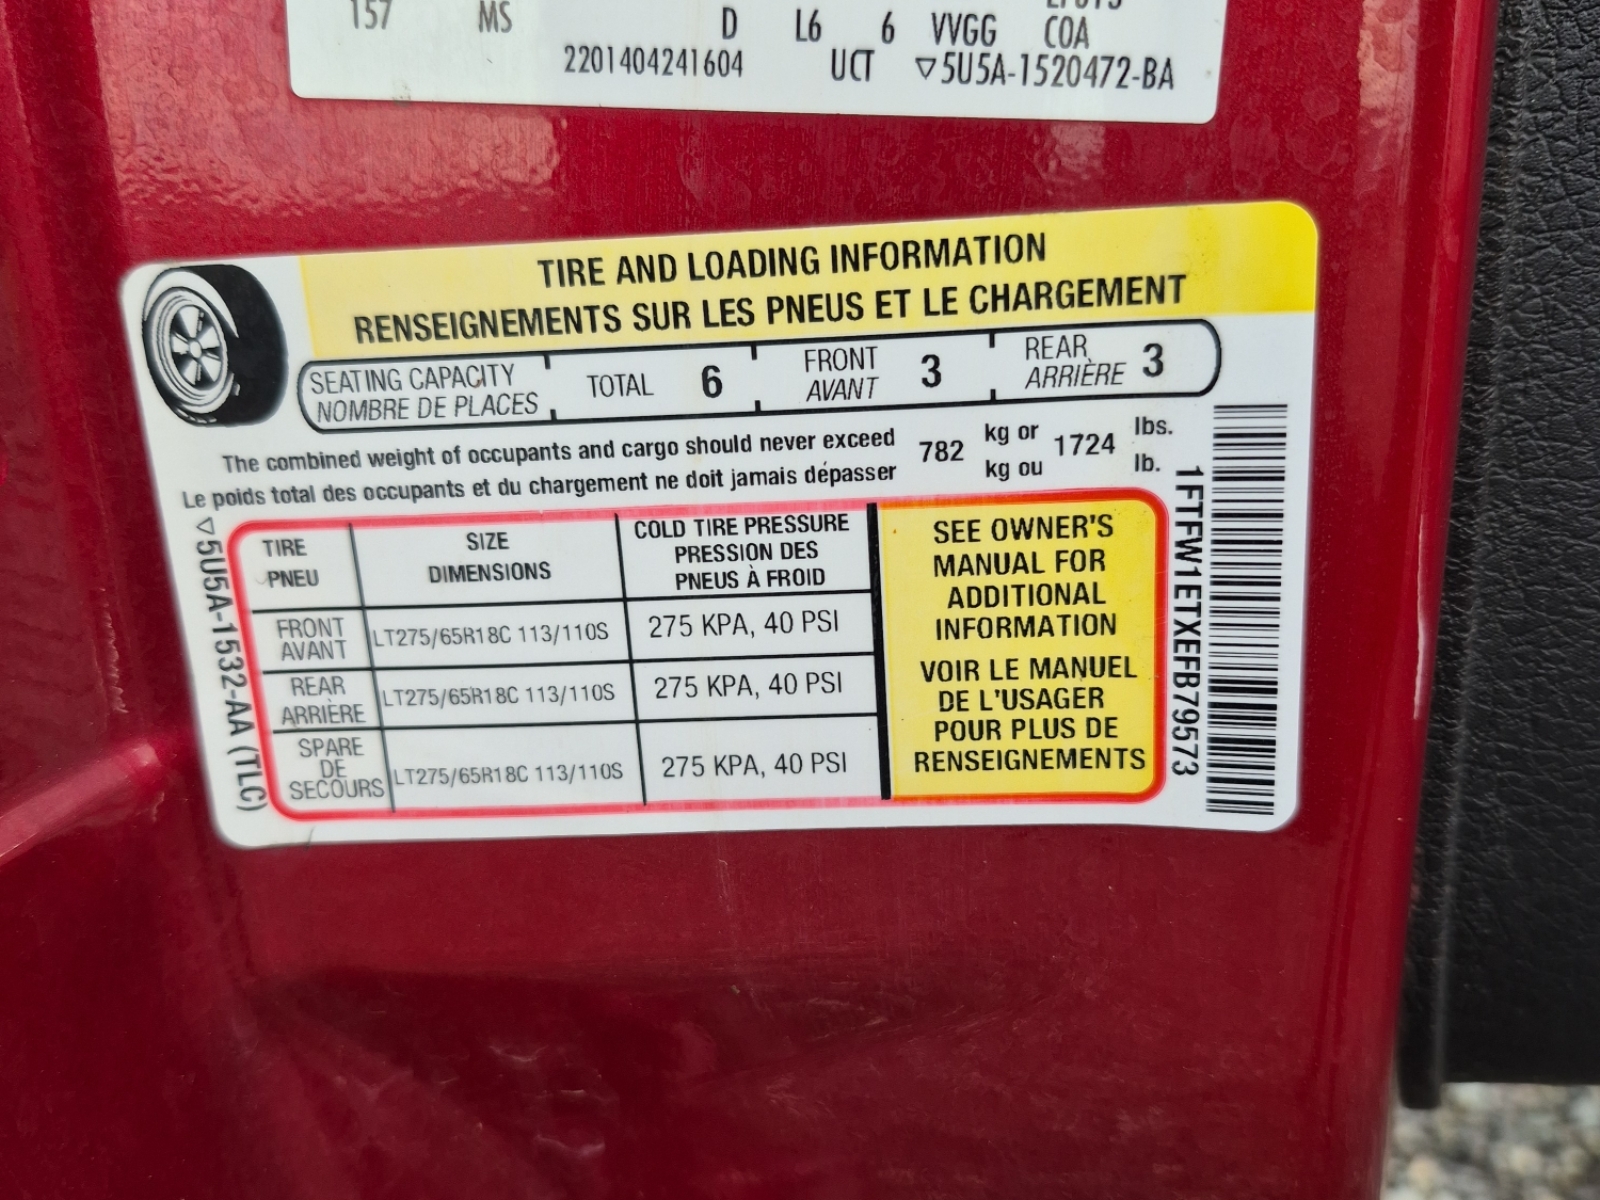 157 MS
D L6 6 VVGG COA
2201404241604 UCT ▽5U5A-1520472-BA
TIRE AND LOADING INFORMATION
RENSEIGNEMENTS SUR LES PNEUS ET LE CHARGEMENT
SEATING CAPACITY
NOMBRE DE PLACES
TOTAL 6
FRONT
AVANT
3
REAR
ARRIÈRE
3
The combined weight of occupants and cargo should never exceed
Le poids total des occupants et du chargement ne doit jamais dépasser
782
kg or
kg ou
1724
lbs.
lb.
▽5U5A-1532-AA (TLC)
TIRE
PNEU
SIZE
DIMENSIONS
COLD TIRE PRESSURE
PRESSION DES
PNEUS À FROID
FRONT
AVANT
LT275/65R18C 113/110S
275 KPA, 40 PSI
REAR
ARRIÈRE
LT275/65R18C 113/110S
275 KPA, 40 PSI
SPARE
DE
SECOURS
LT275/65R18C 113/110S
275 KPA, 40 PSI
SEE OWNER'S
MANUAL FOR
ADDITIONAL
INFORMATION
VOIR LE MANUEL
DE L'USAGER
POUR PLUS DE
RENSEIGNEMENTS
1FTFW1ETXEFB79573